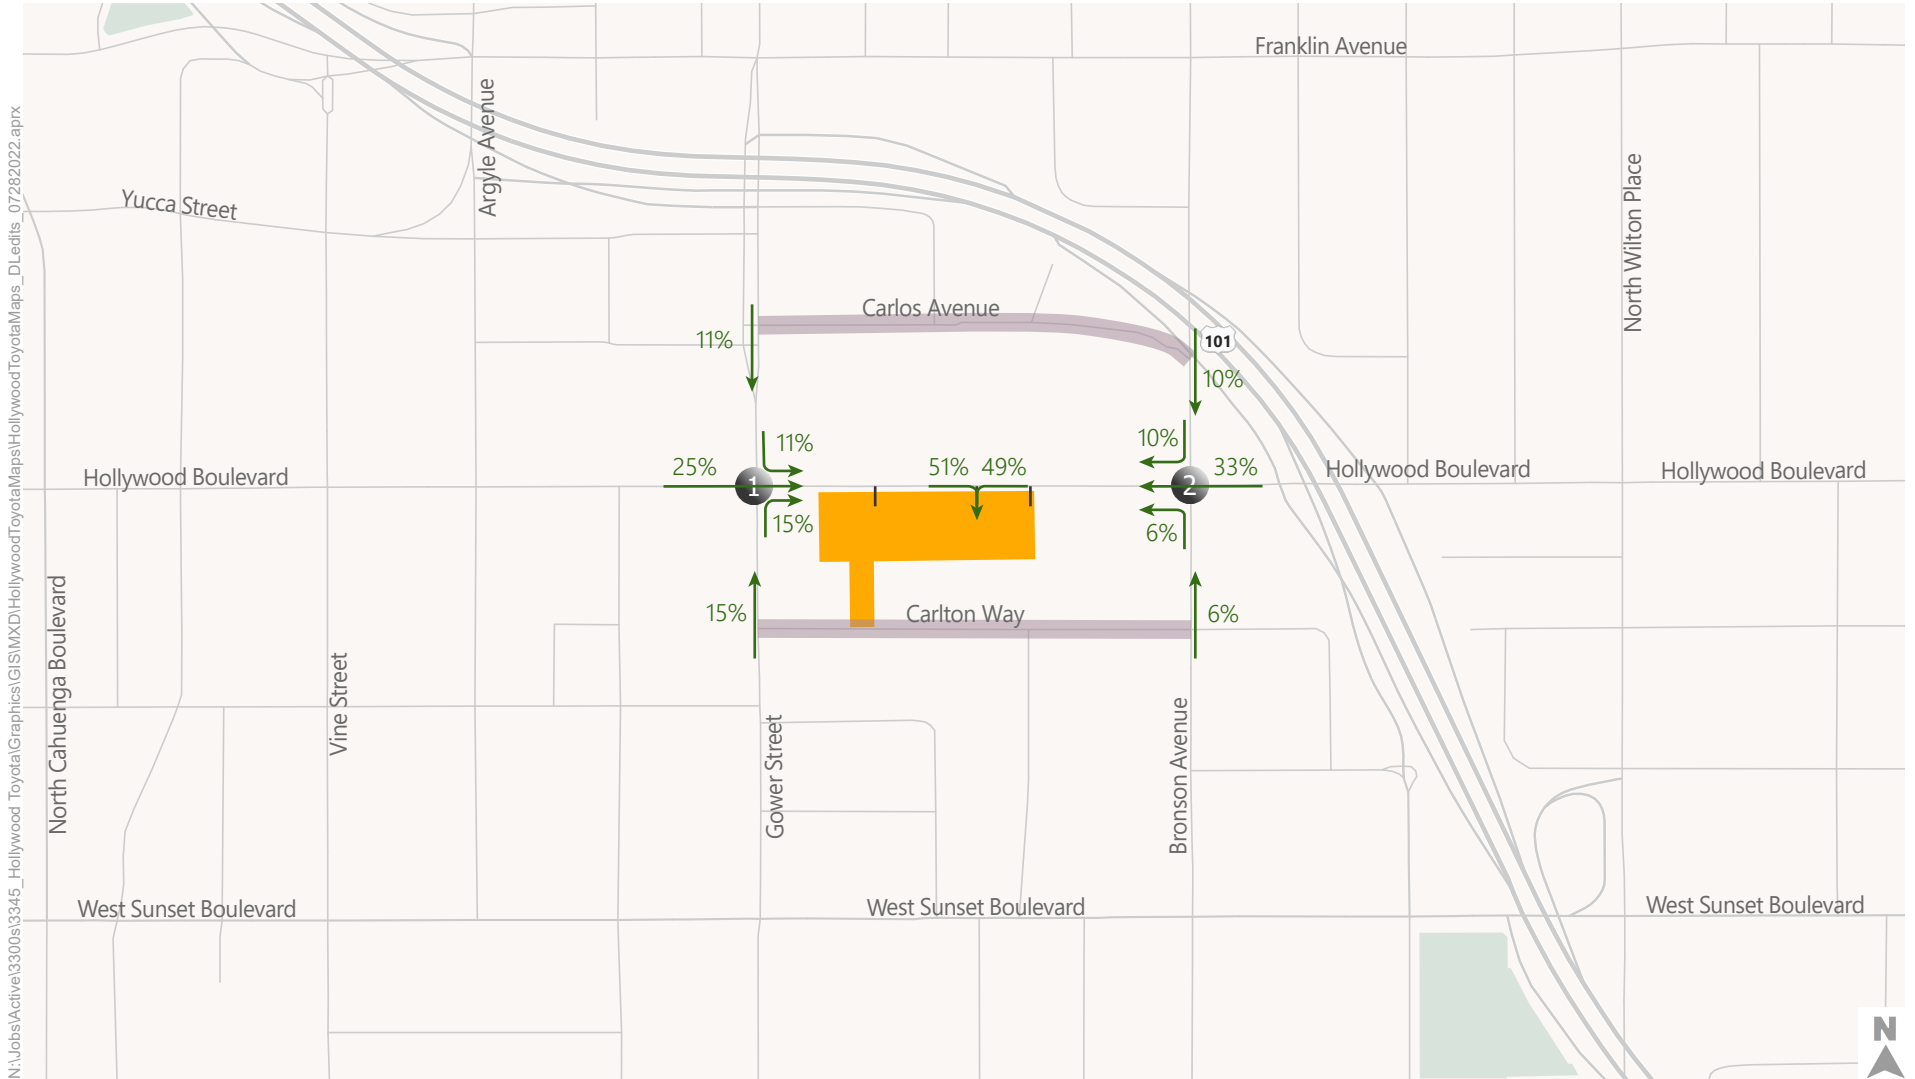 Franklin Avenue
Argyle Avenue
Yucca Street
North Wilton Place
Carlos Avenue
101
11%
10%
11%
10%
25%
51%
49%
33%
Hollywood Boulevard
1
2
Hollywood Boulevard
Hollywood Boulevard
15%
6%
15%
Carlton Way
6%
North Cahuenga Boulevard
Vine Street
Gower Street
Bronson Avenue
West Sunset Boulevard
West Sunset Boulevard
West Sunset Boulevard
N
N:\Jobs\Active\3300s\3345_Hollywood Toyota\Graphics\GIS\MXD\HollywoodToyotaMaps\HollywoodToyotaMaps_DLedits_07282022.aprx